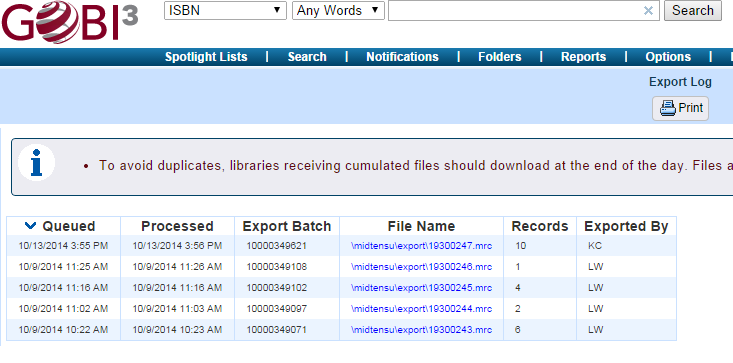 GOBI3 ISBN Any Words Search
Spotlight Lists | Search | Notifications | Folders | Reports | Options |
Export Log
Print
• To avoid duplicates, libraries receiving cumulated files should download at the end of the day. Files a
Queued Processed Export Batch File Name Records Exported By
10/13/2014 3:55 PM 10/13/2014 3:56 PM 10000349621 \midtensu\export\19300247.mrc 10 KC
10/9/2014 11:25 AM 10/9/2014 11:26 AM 10000349108 \midtensu\export\19300246.mrc 1 LW
10/9/2014 11:16 AM 10/9/2014 11:16 AM 10000349102 \midtensu\export\19300245.mrc 4 LW
10/9/2014 11:02 AM 10/9/2014 11:03 AM 10000349097 \midtensu\export\19300244.mrc 2 LW
10/9/2014 10:22 AM 10/9/2014 10:23 AM 10000349071 \midtensu\export\19300243.mrc 6 LW